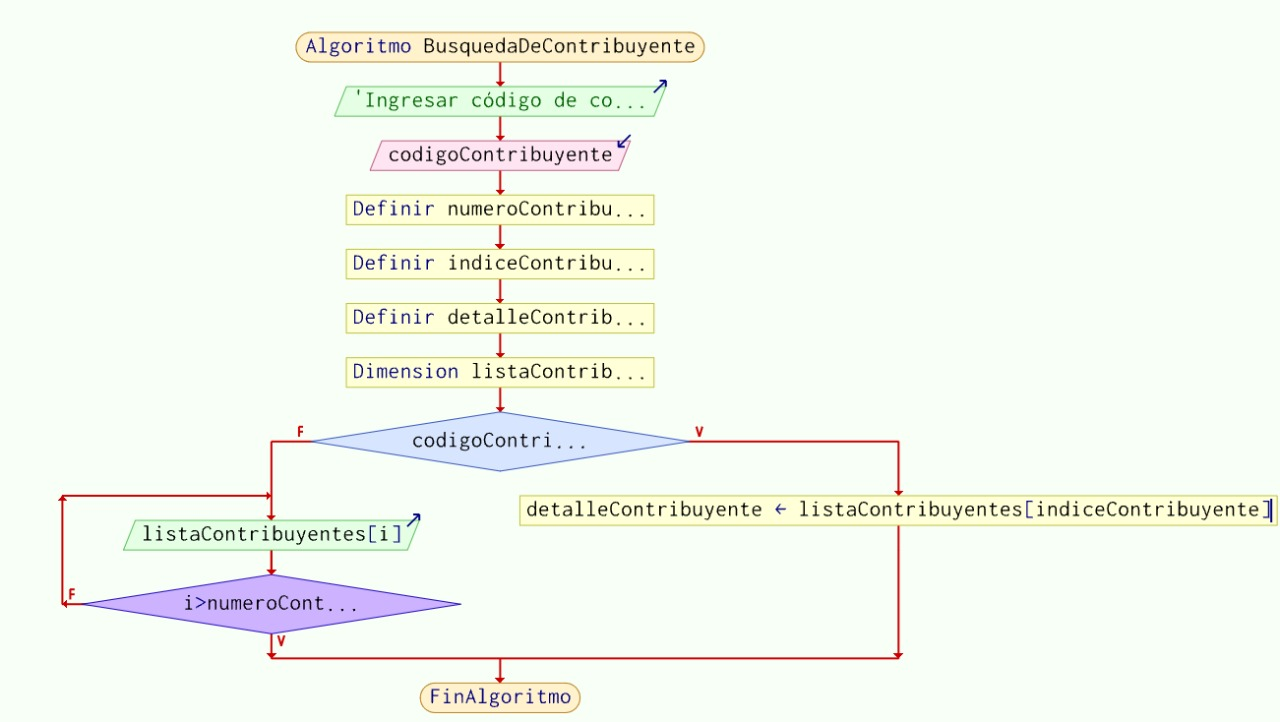 Algoritmo BusquedaDeContribuyente
'Ingresar código de co...
codigoContribuyente
Definir numeroContribu...
Definir indiceContribu...
Definir detalleContrib...
Dimension listaContrib...
F
V
codigoContri...
detalleContribuyente ← listaContribuyentes[indiceContribuyente]
listaContribuyentes[i]
F
i>numeroCont...
V
FinAlgoritmo